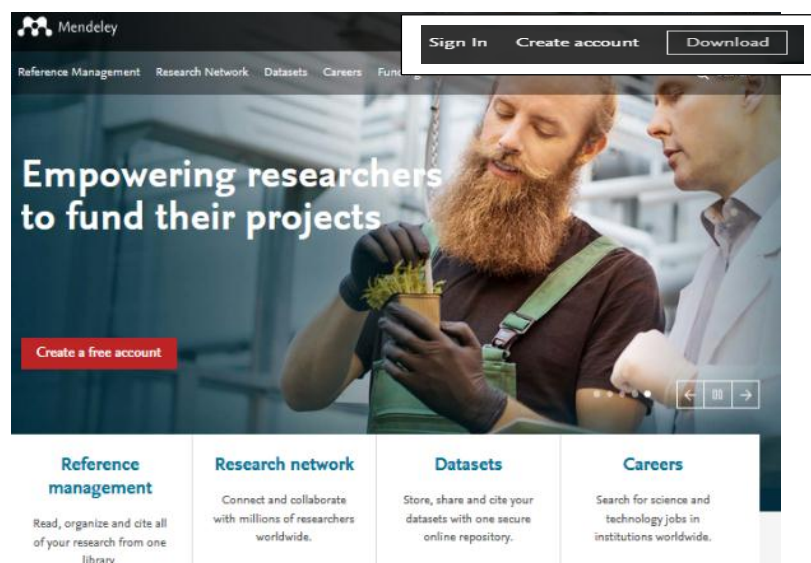 Mendeley
Sign In Create account Download
Reference Management Research Network Datasets Careers
Empowering researchers
to fund their projects
Create a free account
Reference
management
Read, organize and cite all
of your research from one
library
Research network
Connect and collaborate
with millions of researchers
worldwide.
Datasets
Store, share and cite your
datasets with one secure
online repository.
Careers
Search for science and
technology jobs in
institutions worldwide.